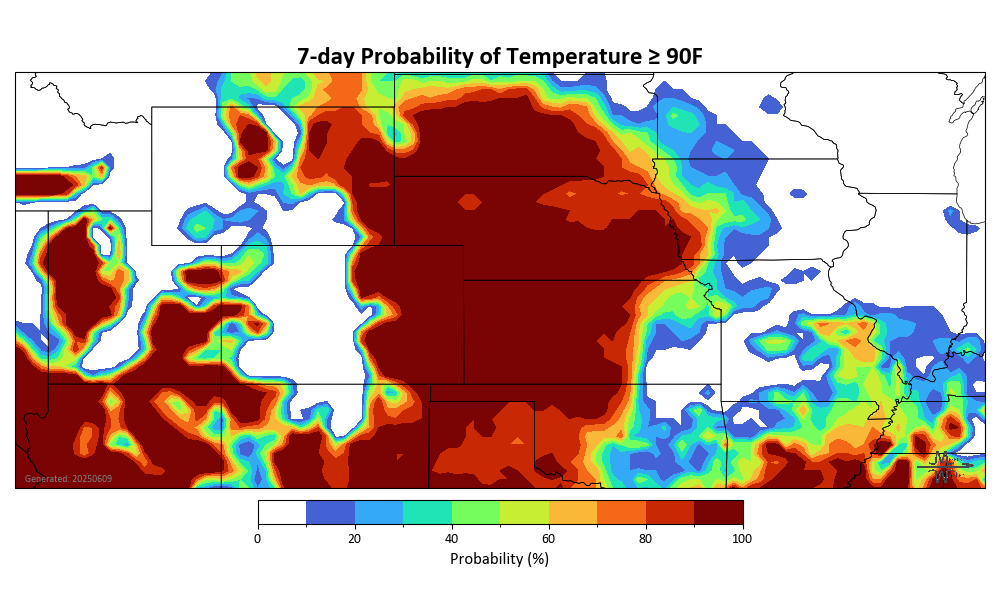 7-day Probability of Temperature ≥ 90F
Generated: 20250609
0 20 40 60 80 100
Probability (%)